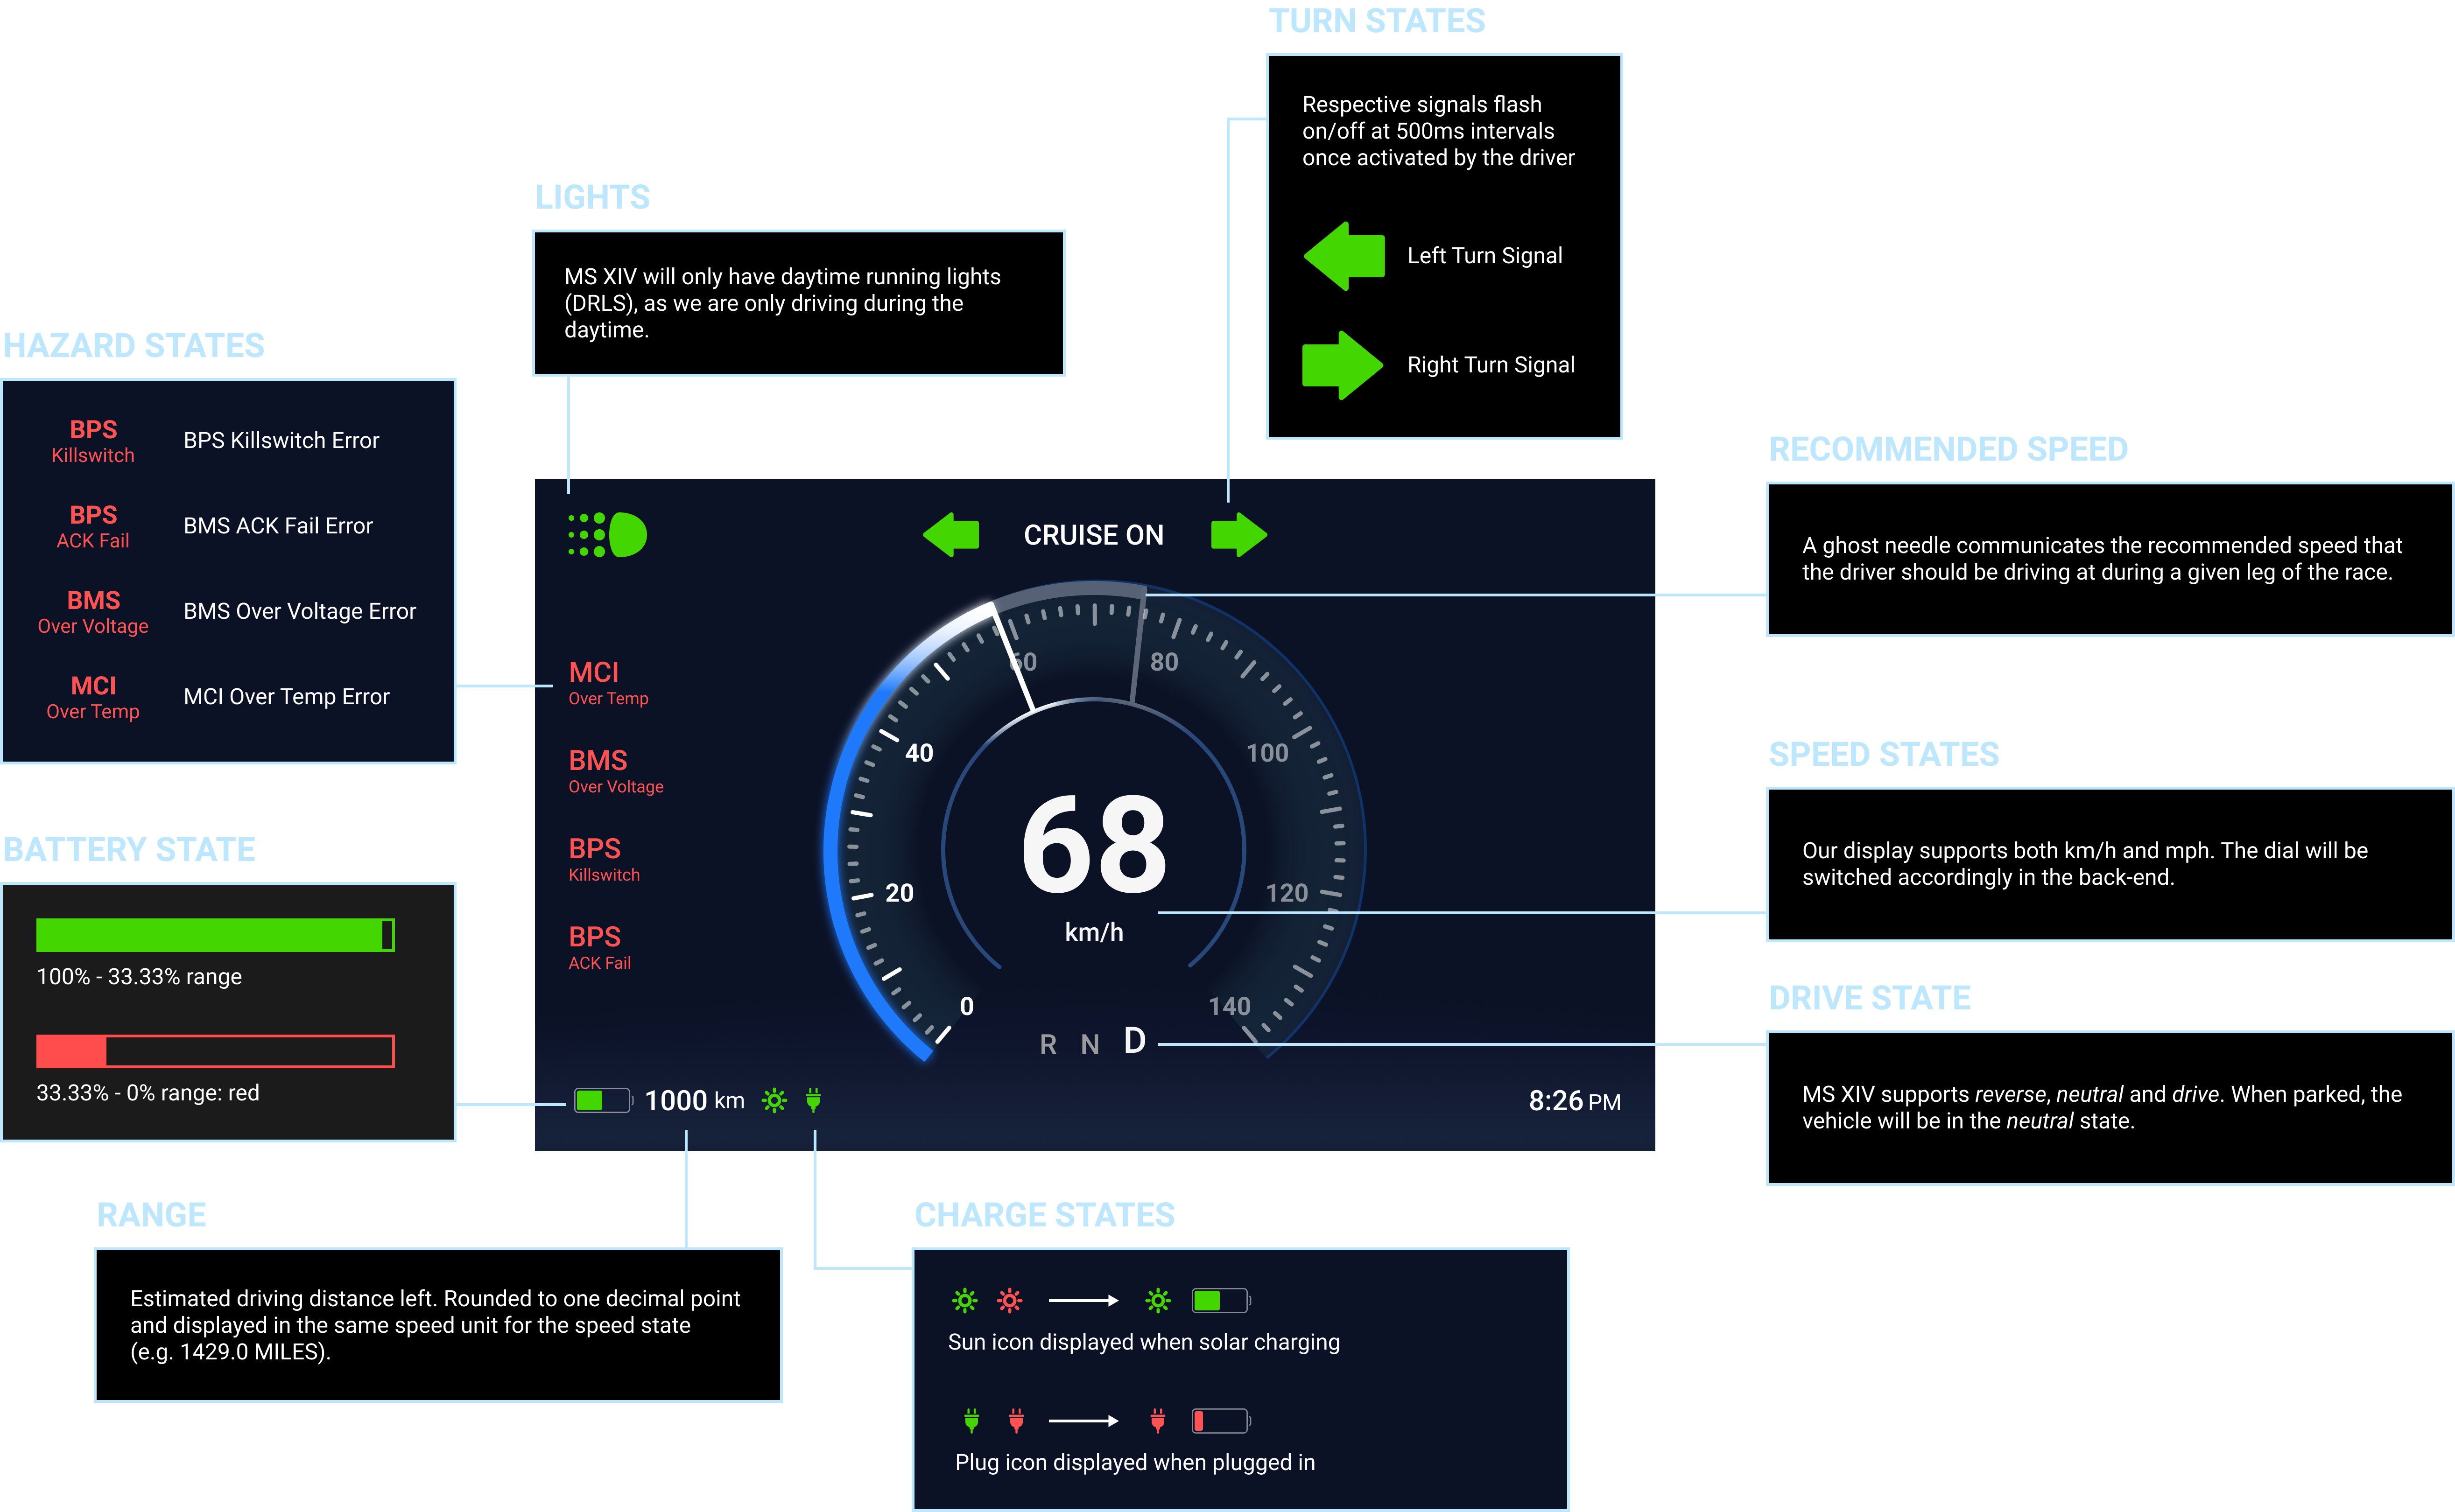 TURN STATES
Respective signals flash
on/off at 500ms intervals
once activated by the driver
Left Turn Signal
Right Turn Signal
LIGHTS
MS XIV will only have daytime running lights
(DRLS), as we are only driving during the
daytime.
HAZARD STATES
BPS
Killswitch
BPS Killswitch Error
BPS
ACK Fail
BMS ACK Fail Error
BMS
Over Voltage
BMS Over Voltage Error
MCI
Over Temp
MCI Over Temp Error
RECOMMENDED SPEED
A ghost needle communicates the recommended speed that
the driver should be driving at during a given leg of the race.
CRUISE ON
MCI
Over Temp
BMS
Over Voltage
BPS
Killswitch
BPS
ACK Fail
0
20
40
60
80
100
120
140
68
km/h
R N D
1000 km
8:26 PM
SPEED STATES
Our display supports both km/h and mph. The dial will be
switched accordingly in the back-end.
BATTERY STATE
100% - 33.33% range
33.33% - 0% range: red
DRIVE STATE
MS XIV supports reverse, neutral and drive. When parked, the
vehicle will be in the neutral state.
RANGE
Estimated driving distance left. Rounded to one decimal point
and displayed in the same speed unit for the speed state
(e.g. 1429.0 MILES).
CHARGE STATES
Sun icon displayed when solar charging
Plug icon displayed when plugged in